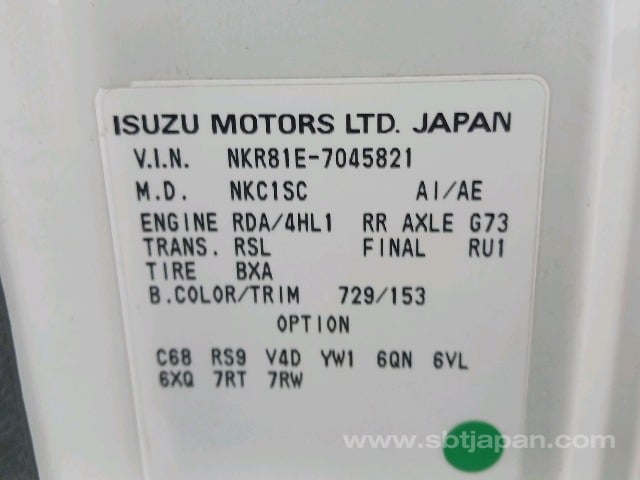 ISUZU MOTORS LTD. JAPAN
V.I.N. NKR81E-7045821
M.D. NKC1SC AI/AE
ENGINE RDA/4HL1 RR AXLE G73
TRANS. RSL FINAL RU1
TIRE BXA
B.COLOR/TRIM 729/153
OPTION
C68 RS9 V4D YW1 6QN 6VL
6XQ 7RT 7RW
www.sbtjapan.com